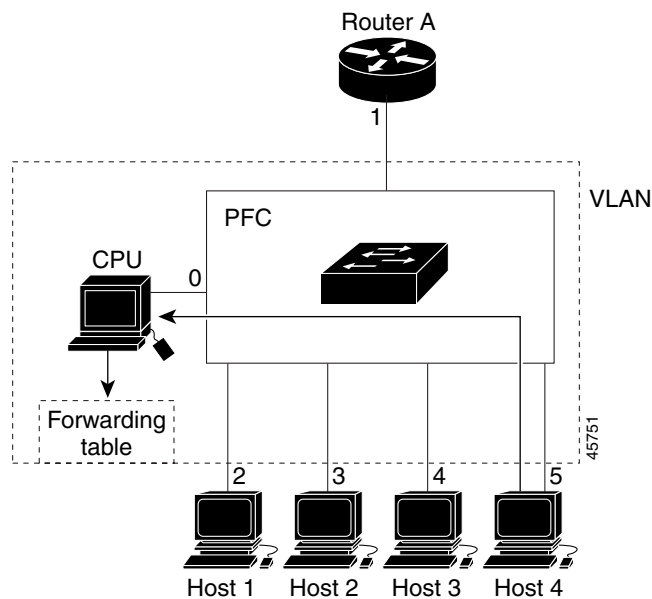 Router A
1
VLAN
PFC
CPU
0
Forwarding
table
45751
2
3
4
5
Host 1
Host 2
Host 3
Host 4